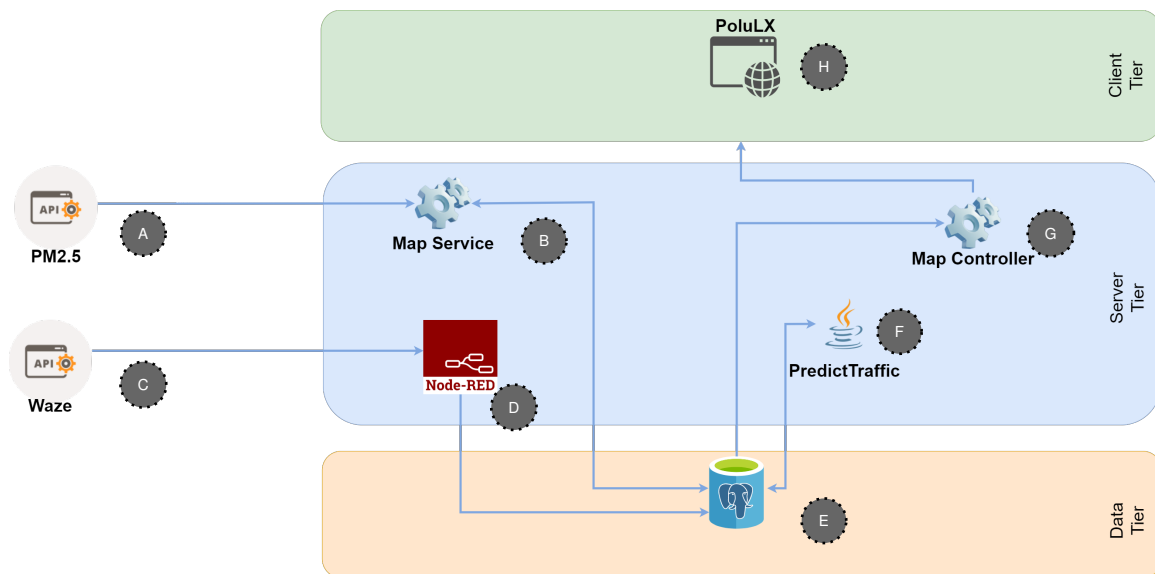 PoluLX
H
Client
Tier
API
A
PM2.5
Map Service
B
G
Map Controller
Server
Tier
API
C
Waze
Node-RED
D
F
PredictTraffic
E
Data
Tier